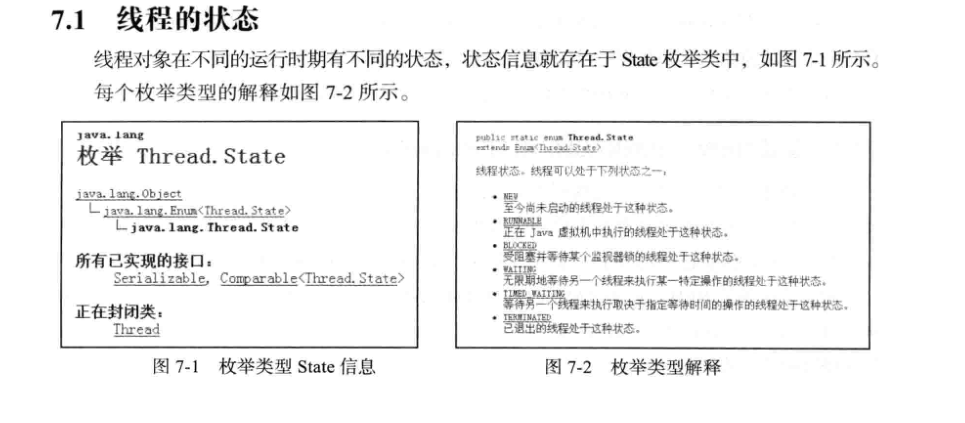 7.1 线程的状态
线程对象在不同的运行时期有不同的状态，状态信息就存在于 State 枚举类中，如图 7-1 所示。
每个枚举类型的解释如图 7-2 所示。
java.lang
枚举 Thread.State
java.lang.Object
java.lang.Enum<Thread.State>
java.lang.Thread.State
所有已实现的接口：
Serializable, Comparable<Thread.State>
正在封闭类：
Thread
图 7-1 枚举类型 State 信息
public static enum Thread.State
extends Enum<Thread.State>
线程状态。线程可以处于下列状态之一：
• NEW
至今尚未启动的线程处于这种状态。
• RUNNABLE
正在 Java 虚拟机中执行的线程处于这种状态。
• BLOCKED
受阻塞并等待某个监视器锁的线程处于这种状态。
• WAITING
无限期地等待另一个线程来执行某一特定操作的线程处于这种状态。
• TIMED_WAITING
等待另一个线程来执行取决于指定等待时间的操作的线程处于这种状态。
• TERMINATED
已退出的线程处于这种状态。
图 7-2 枚举类型解释